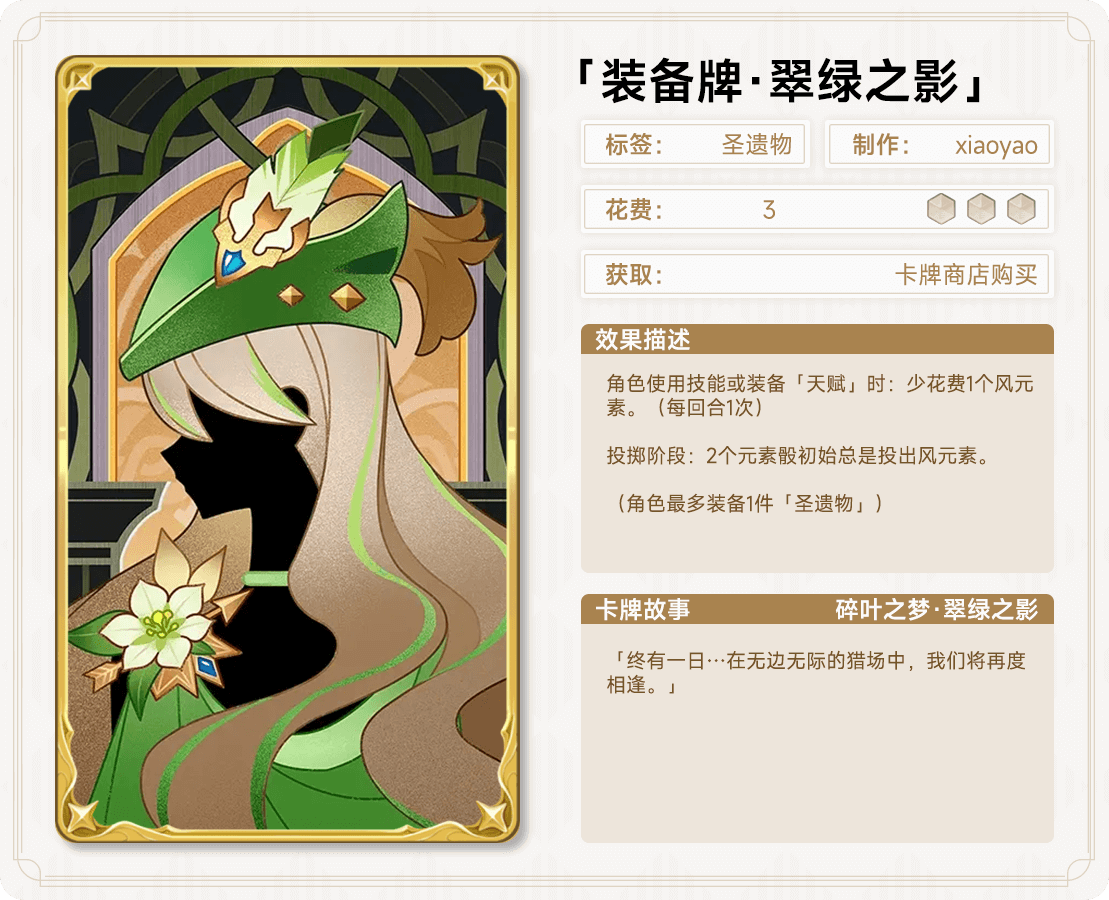 「装备牌·翠绿之影」
标签： 圣遗物 制作： xiaoyao
花费： 3
获取： 卡牌商店购买
效果描述
角色使用技能或装备「天赋」时：少花费1个风元
素。（每回合1次）
投掷阶段：2个元素骰初始总是投出风元素。
（角色最多装备1件「圣遗物」）
卡牌故事 碎叶之梦·翠绿之影
「终有一日…在无边无际的猎场中，我们将再度
相逢。」